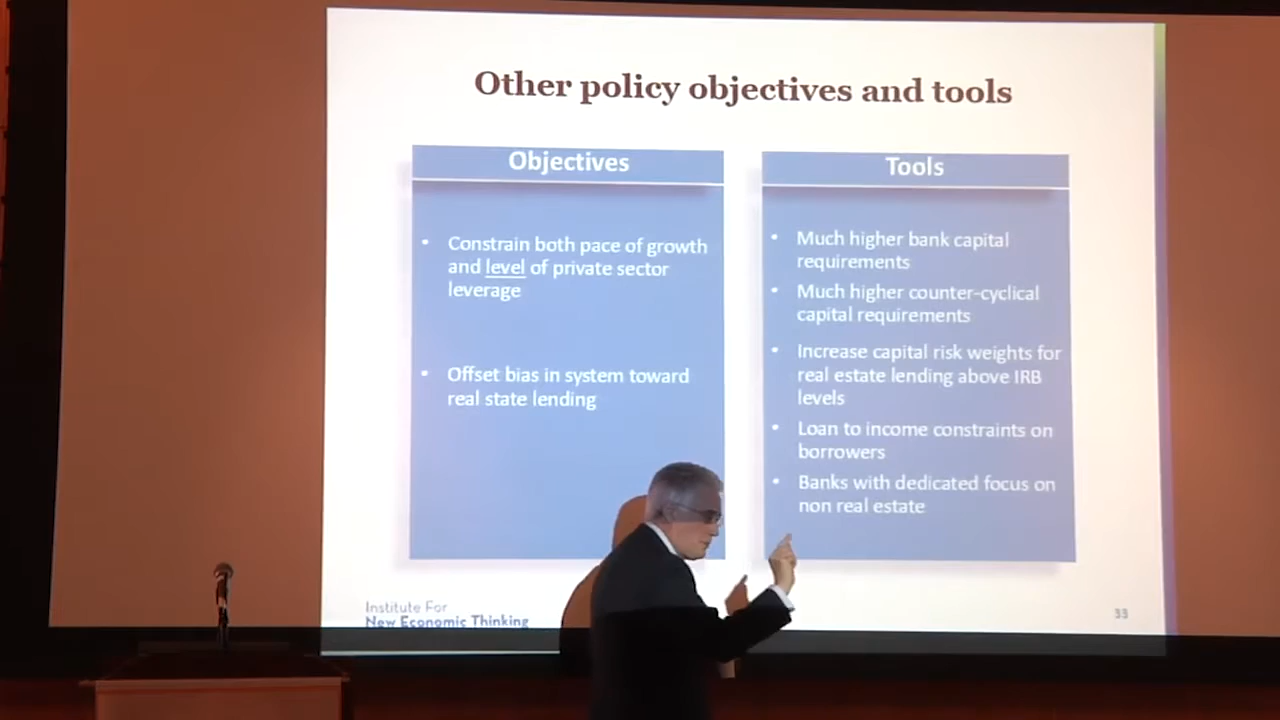 Other policy objectives and tools
Objectives
• Constrain both pace of growth
and level of private sector
leverage
• Offset bias in system toward
real state lending
Tools
• Much higher bank capital
requirements
• Much higher counter-cyclical
capital requirements
• Increase capital risk weights for
real estate lending above IRB
levels
• Loan to income constraints on
borrowers
• Banks with dedicated focus on
non real estate
Institute For
New Economic Thinking
33